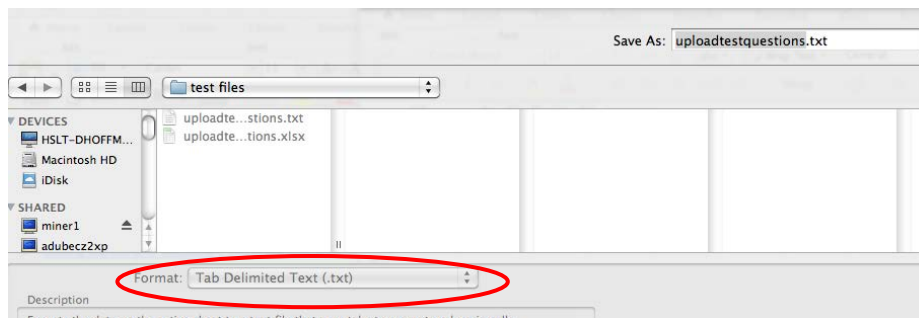 Save As: uploadtestquestions.txt
test files
DEVICES
HSLT-DHOFFM...
Macintosh HD
iDisk
SHARED
miner1
adubecz2xp
uploadte...stions.txt
uploadte...tions.xlsx
Format: Tab Delimited Text (.txt)
Description